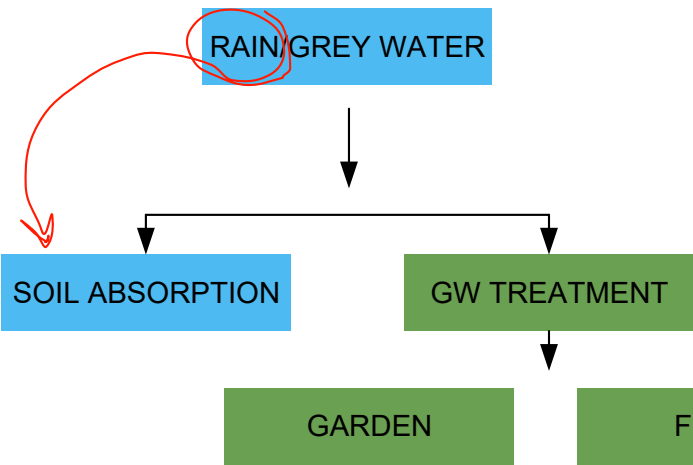 RAIN/GREY WATER
SOIL ABSORPTION
GW TREATMENT
GARDEN
F